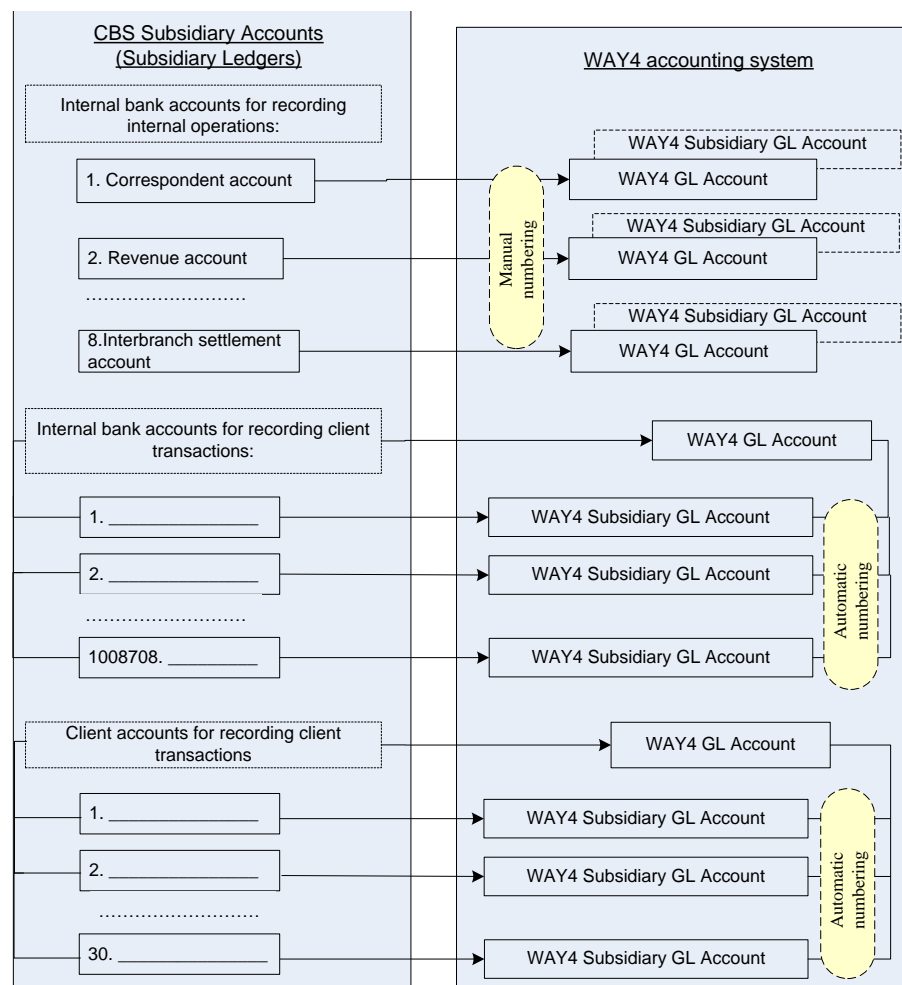 CBS Subsidiary Accounts
(Subsidiary Ledgers)
WAY4 accounting system
Internal bank accounts for recording
internal operations:
WAY4 Subsidiary GL Account
1. Correspondent account
WAY4 GL Account
Manual
numbering
WAY4 Subsidiary GL Account
2. Revenue account
WAY4 GL Account
...........................
WAY4 Subsidiary GL Account
8.Interbranch settlement
account
WAY4 GL Account
Internal bank accounts for recording client
transactions:
WAY4 GL Account
1. _______________
WAY4 Subsidiary GL Account
2. _______________
WAY4 Subsidiary GL Account
...........................
Automatic
numbering
1008708. _________
WAY4 Subsidiary GL Account
Client accounts for recording client
transactions
WAY4 GL Account
1. _______________
WAY4 Subsidiary GL Account
2. _______________
WAY4 Subsidiary GL Account
...........................
Automatic
numbering
30. _______________
WAY4 Subsidiary GL Account